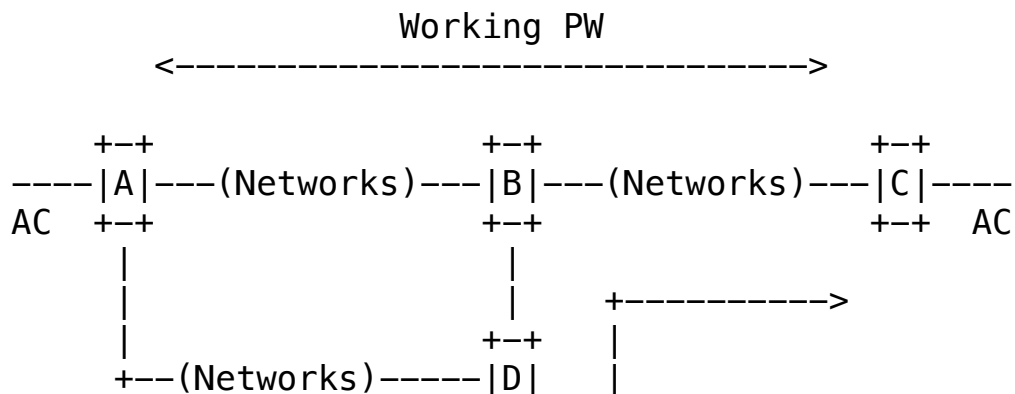 Working PW
        <-------------------------------->

     +-+                 +-+                 +-+
 ----|A|---(Networks)---|B|---(Networks)---|C|----
 AC  +-+                 +-+                 +-+  AC
      |                   |
      |                   |    +----------->
      |                  +-+   |
      +--(Networks)-----|D|   |